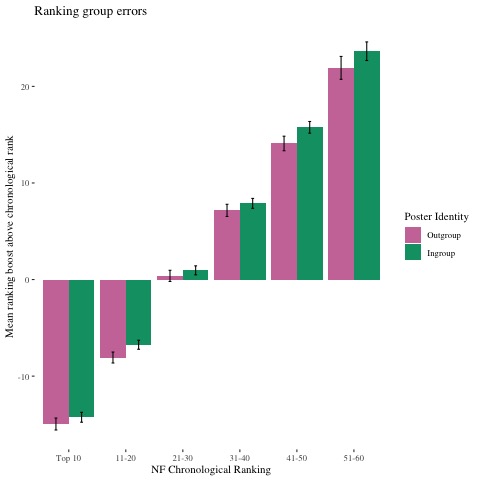 Ranking group errors
Mean ranking boost above chronological rank
20
10
0
-10
Top 10
11-20
21-30
31-40
41-50
51-60
NF Chronological Ranking
Poster Identity
Outgroup
Ingroup